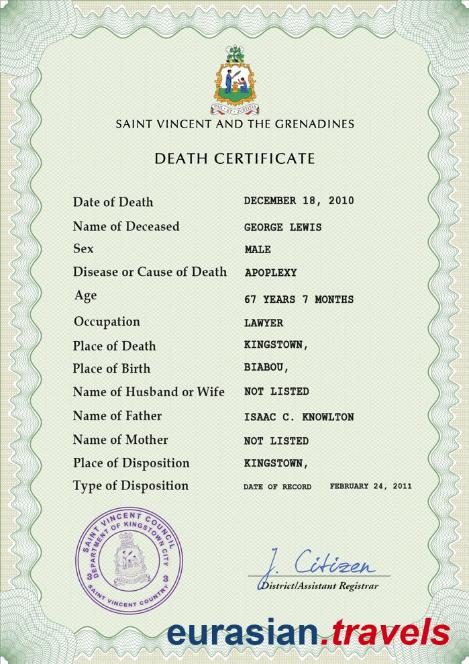 SAINT VINCENT AND THE GRENADINES
DEATH CERTIFICATE
Date of Death DECEMBER 18, 2010
Name of Deceased GEORGE LEWIS
Sex MALE
Disease or Cause of Death APOPLEXY
Age 67 YEARS 7 MONTHS
Occupation LAWYER
Place of Death KINGSTOWN,
Place of Birth BIABOU,
Name of Husband or Wife NOT LISTED
Name of Father ISAAC C. KNOWLTON
Name of Mother NOT LISTED
Place of Disposition KINGSTOWN,
Type of Disposition DATE OF RECORD FEBRUARY 24, 2011
SAINT VINCENT COUNCIL
DEPARTMENT OF KINGSTOWN CITY
3 3
SAINT VINCENT COUNTRY
J. Citizen
District/Assistant Registrar
eurasian.travels